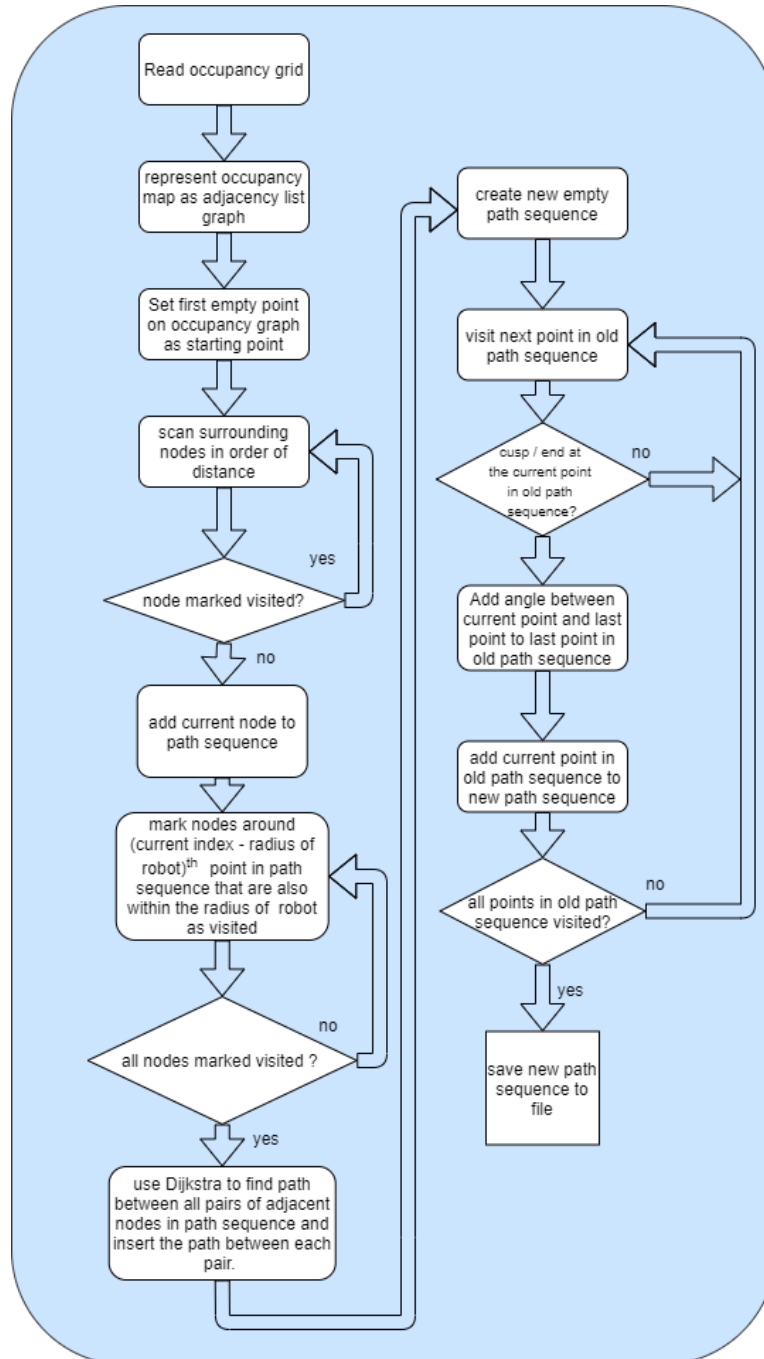 Read occupancy grid
represent occupancy
map as adjacency list
graph
Set first empty point
on occupancy graph
as starting point
scan surrounding
nodes in order of
distance
yes
node marked visited?
no
add current node to
path sequence
mark nodes around
(current index - radius of
robot)th point in path
sequence that are also
within the radius of robot
as visited
no
all nodes marked visited ?
yes
use Dijkstra to find path
between all pairs of adjacent
nodes in path sequence and
insert the path between each
pair.
create new empty
path sequence
visit next point in old
path sequence
cusp / end at
the current point
in old path
sequence?
no
Add angle between
current point and last
point to last point in
old path sequence
add current point in
old path sequence to
new path sequence
all points in old path
sequence visited?
no
yes
save new path
sequence to
file